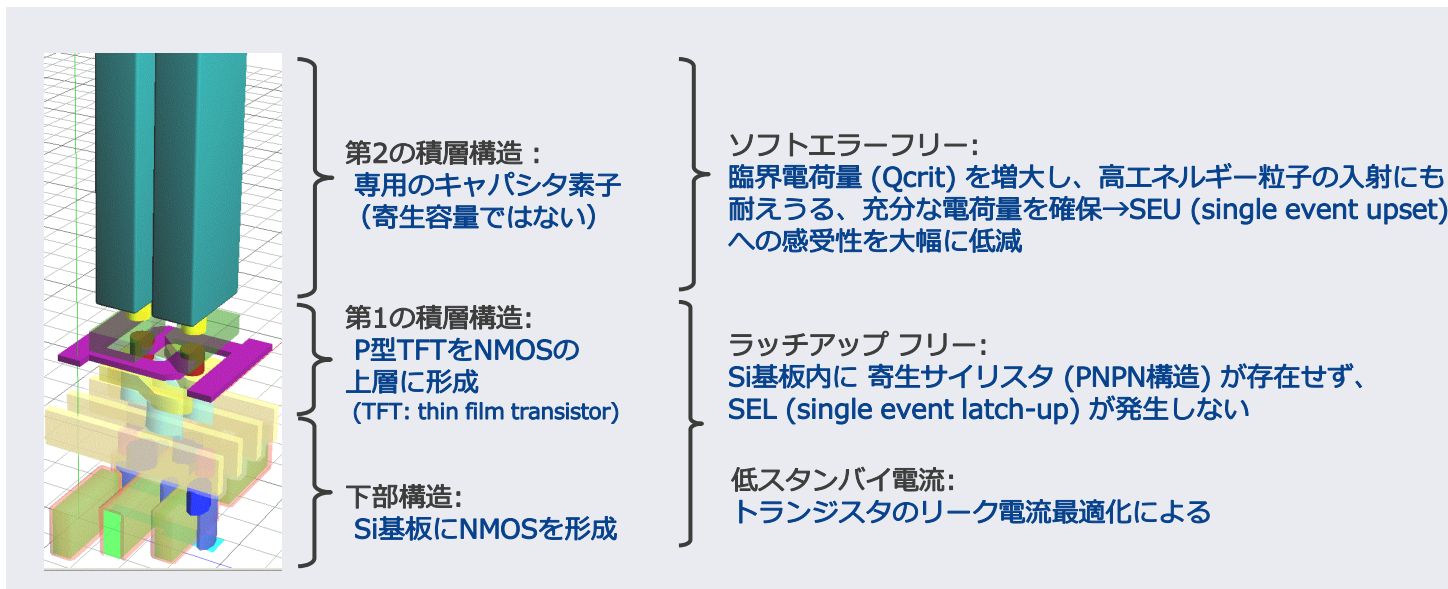 第2の積層構造：
専用のキャパシタ素子
（寄生容量ではない）
第1の積層構造:
P型TFTをNMOSの
上層に形成
(TFT: thin film transistor)
下部構造:
Si基板にNMOSを形成
ソフトエラーフリー:
臨界電荷量 (Qcrit) を増大し、高エネルギー粒子の入射にも
耐えうる、充分な電荷量を確保→SEU (single event upset)
への感受性を大幅に低減
ラッチアップ フリー:
Si基板内に 寄生サイリスタ (PNPN構造) が存在せず、
SEL (single event latch-up) が発生しない
低スタンバイ電流:
トランジスタのリーク電流最適化による